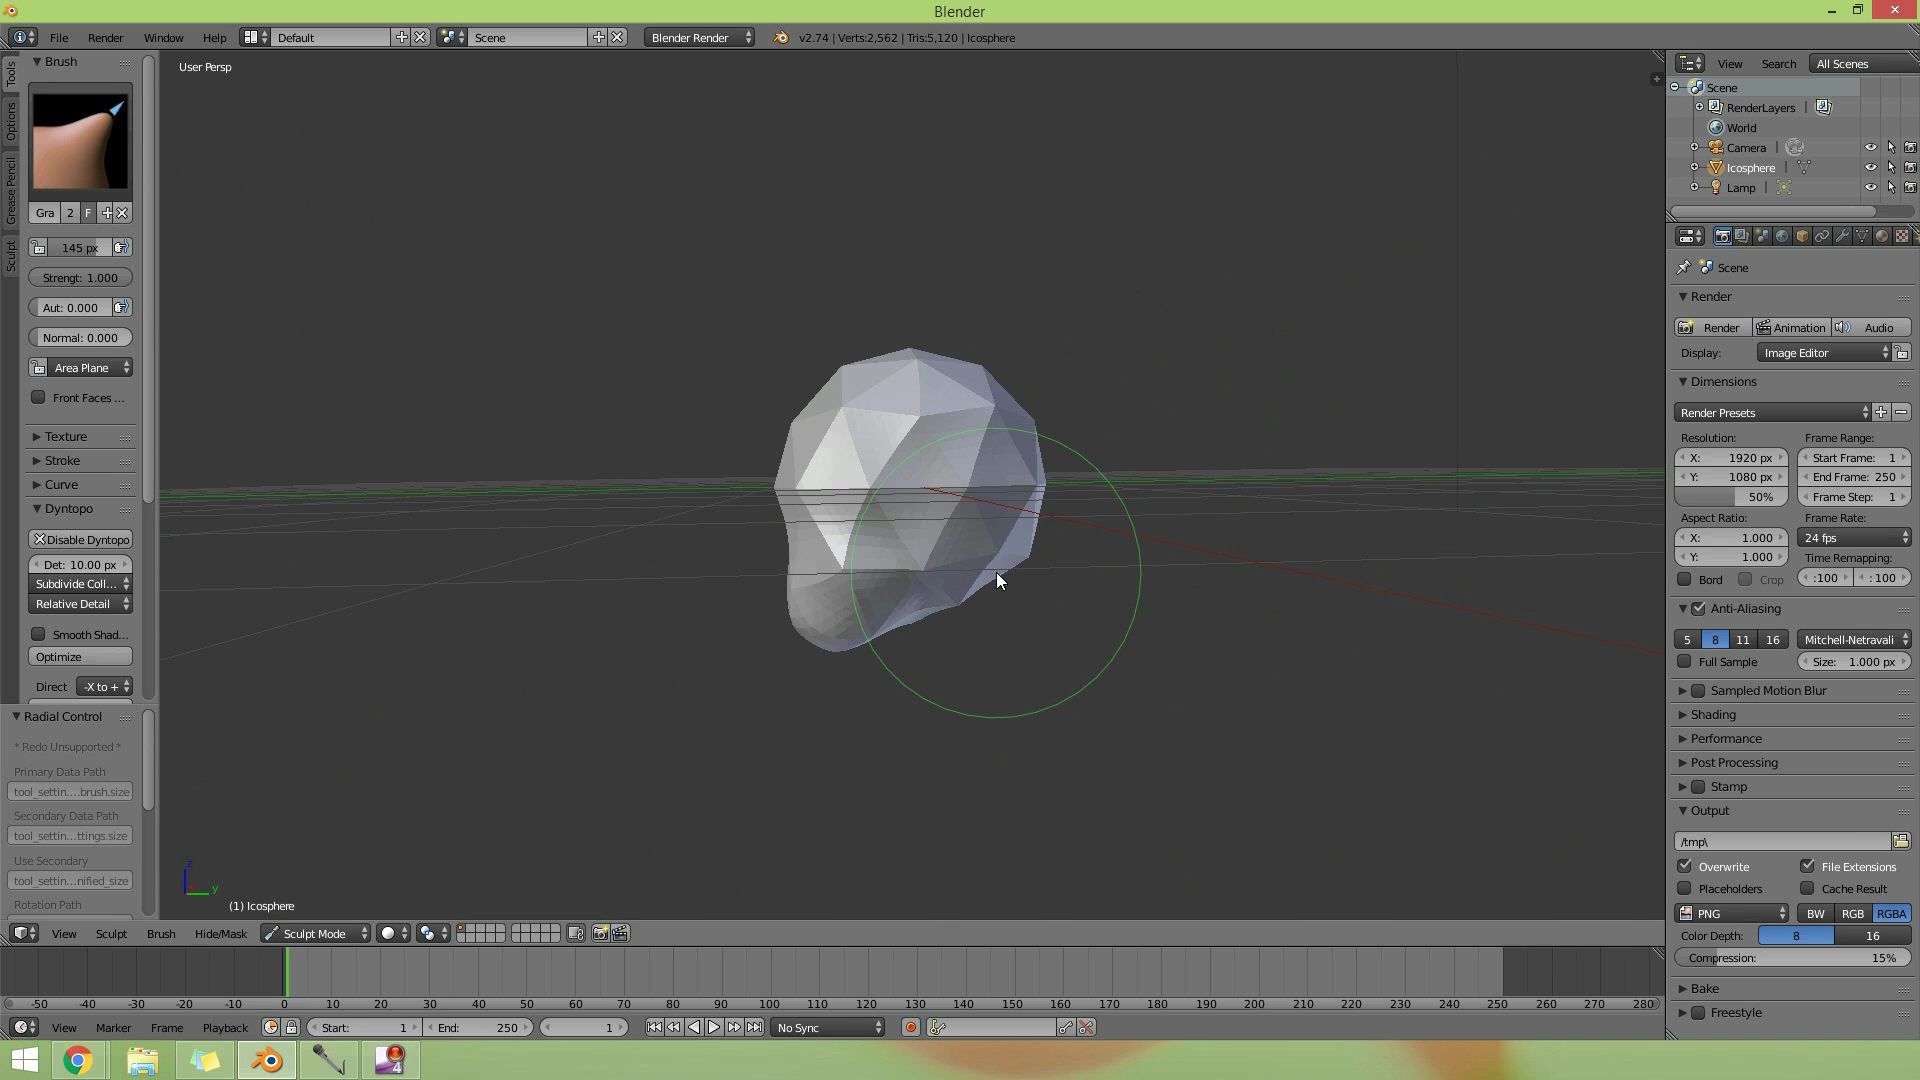 Blender
File Render Window Help Default Scene Blender Render v2.74 | Verts:2,562 | Tris:5,120 | Icosphere
Tools
Options
Grease Pencil
Sculpt
Brush
Gra 2 F
145 px
Strengt: 1.000
Aut: 0.000
Normal: 0.000
Area Plane
Front Faces ...
Texture
Stroke
Curve
Dyntopo
Disable Dyntopo
Det: 10.00 px
Subdivide Coll...
Relative Detail
Smooth Shad...
Optimize
Direct -X to +
Radial Control
* Redo Unsupported *
Primary Data Path
tool_settin....brush.size
Secondary Data Path
tool_settin...ttings.size
Use Secondary
tool_settin...nified_size
Rotation Path
User Persp
z
y
(1) Icosphere
View Sculpt Brush Hide/Mask Sculpt Mode
-50 -40 -30 -20 -10 0 10 20 30 40 50 60 70 80 90 100 110 120 130 140 150 160 170 180 190 200 210 220 230 240 250 260 270 280
View Marker Frame Playback Start: 1 End: 250 1 No Sync
4
View Search All Scenes
Scene
RenderLayers
World
Camera
Icosphere
Lamp
Scene
Render
Render Animation Audio
Display: Image Editor
Dimensions
Render Presets
Resolution: Frame Range:
X: 1920 px Start Frame: 1
Y: 1080 px End Frame: 250
50% Frame Step: 1
Aspect Ratio: Frame Rate:
X: 1.000 24 fps
Y: 1.000 Time Remapping:
Bord Crop :100 : 100
Anti-Aliasing
5 8 11 16 Mitchell-Netravali
Full Sample Size: 1.000 px
Sampled Motion Blur
Shading
Performance
Post Processing
Stamp
Output
/tmp\
Overwrite File Extensions
Placeholders Cache Result
PNG BW RGB RGBA
Color Depth: 8 16
Compression: 15%
Bake
Freestyle